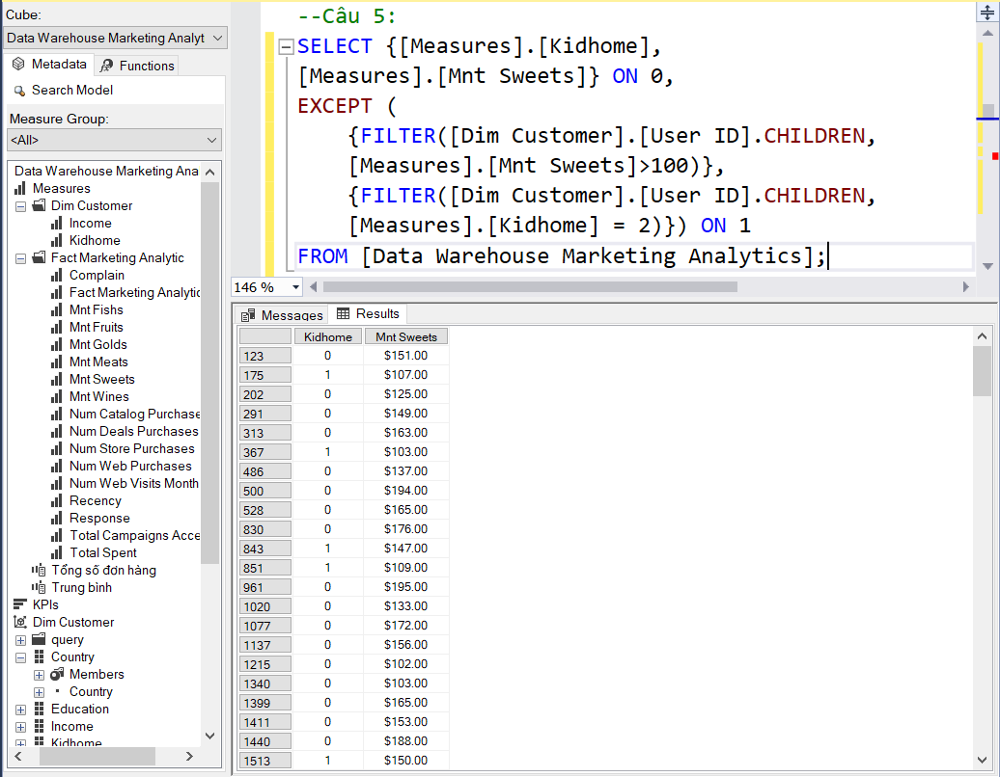 Cube:
Data Warehouse Marketing Analyt
Metadata
Functions
Search Model
Measure Group:
<All>
Data Warehouse Marketing Ana
Measures
Dim Customer
Income
Kidhome
Fact Marketing Analytic
Complain
Fact Marketing Analytic
Mnt Fishs
Mnt Fruits
Mnt Golds
Mnt Meats
Mnt Sweets
Mnt Wines
Num Catalog Purchase
Num Deals Purchases
Num Store Purchases
Num Web Purchases
Num Web Visits Month
Recency
Response
Total Campaigns Acce
Total Spent
Tổng số đơn hàng
Trung bình
KPIs
Dim Customer
query
Country
Members
Country
Education
Income
Kidhome
--Câu 5:
SELECT {[Measures].[Kidhome],
[Measures].[Mnt Sweets]} ON 0,
EXCEPT (
{FILTER([Dim Customer].[User ID].CHILDREN,
[Measures].[Mnt Sweets]>100)},
{FILTER([Dim Customer].[User ID].CHILDREN,
[Measures].[Kidhome] = 2)}) ON 1
FROM [Data Warehouse Marketing Analytics];
146 %
Messages
Results
Kidhome Mnt Sweets
123 0 $151.00
175 1 $107.00
202 0 $125.00
291 0 $149.00
313 0 $163.00
367 1 $103.00
486 0 $137.00
500 0 $194.00
528 0 $165.00
830 0 $176.00
843 1 $147.00
851 1 $109.00
961 0 $195.00
1020 0 $133.00
1077 0 $172.00
1137 0 $156.00
1215 0 $102.00
1340 0 $103.00
1399 0 $165.00
1411 0 $153.00
1440 0 $188.00
1513 1 $150.00